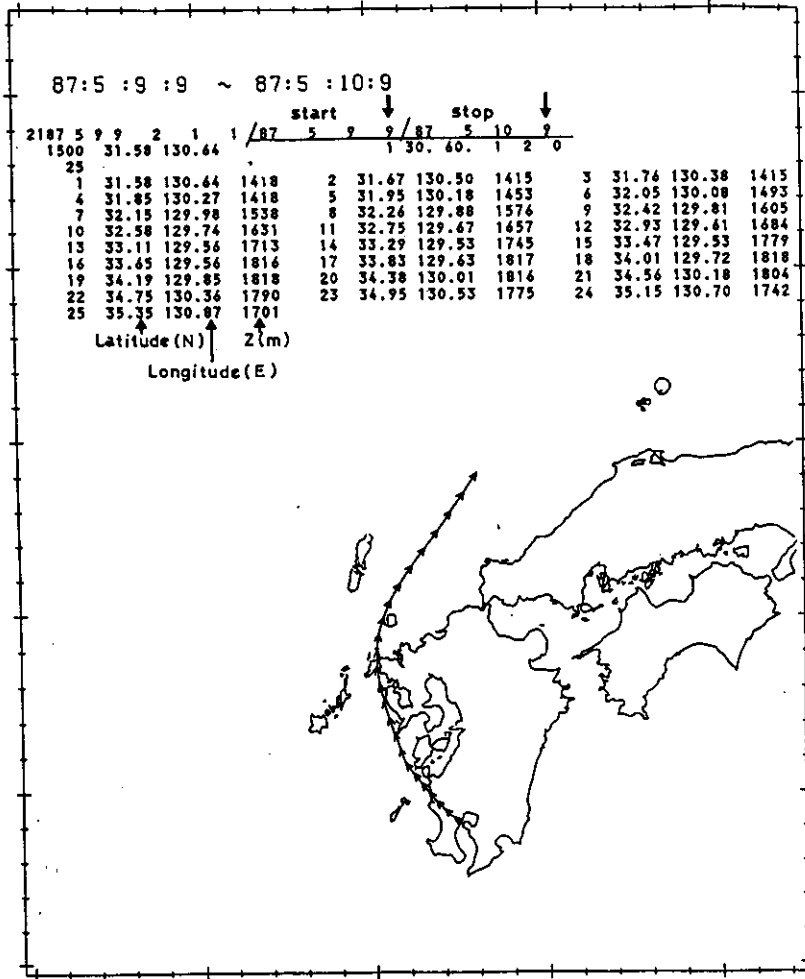 87:5 :9 :9 ~ 87:5 :10:9
start stop
2187 5 9 9 2 1 1 /87 5 9 9/ 87 5 10 9
1500 31.58 130.64 1 30. 60. 1 2 0
25
1 31.58 130.64 1418 2 31.67 130.50 1415 3 31.76 130.38 1415
4 31.85 130.27 1418 5 31.95 130.18 1453 6 32.05 130.08 1493
7 32.15 129.98 1538 8 32.26 129.88 1576 9 32.42 129.81 1605
10 32.58 129.74 1631 11 32.75 129.67 1657 12 32.93 129.61 1684
13 33.11 129.56 1713 14 33.29 129.53 1745 15 33.47 129.53 1779
16 33.65 129.56 1816 17 33.83 129.63 1817 18 34.01 129.72 1818
19 34.19 129.85 1818 20 34.38 130.01 1816 21 34.56 130.18 1804
22 34.75 130.36 1790 23 34.95 130.53 1775 24 35.15 130.70 1742
25 35.35 130.87 1701
Latitude(N) Z(m)
Longitude(E)